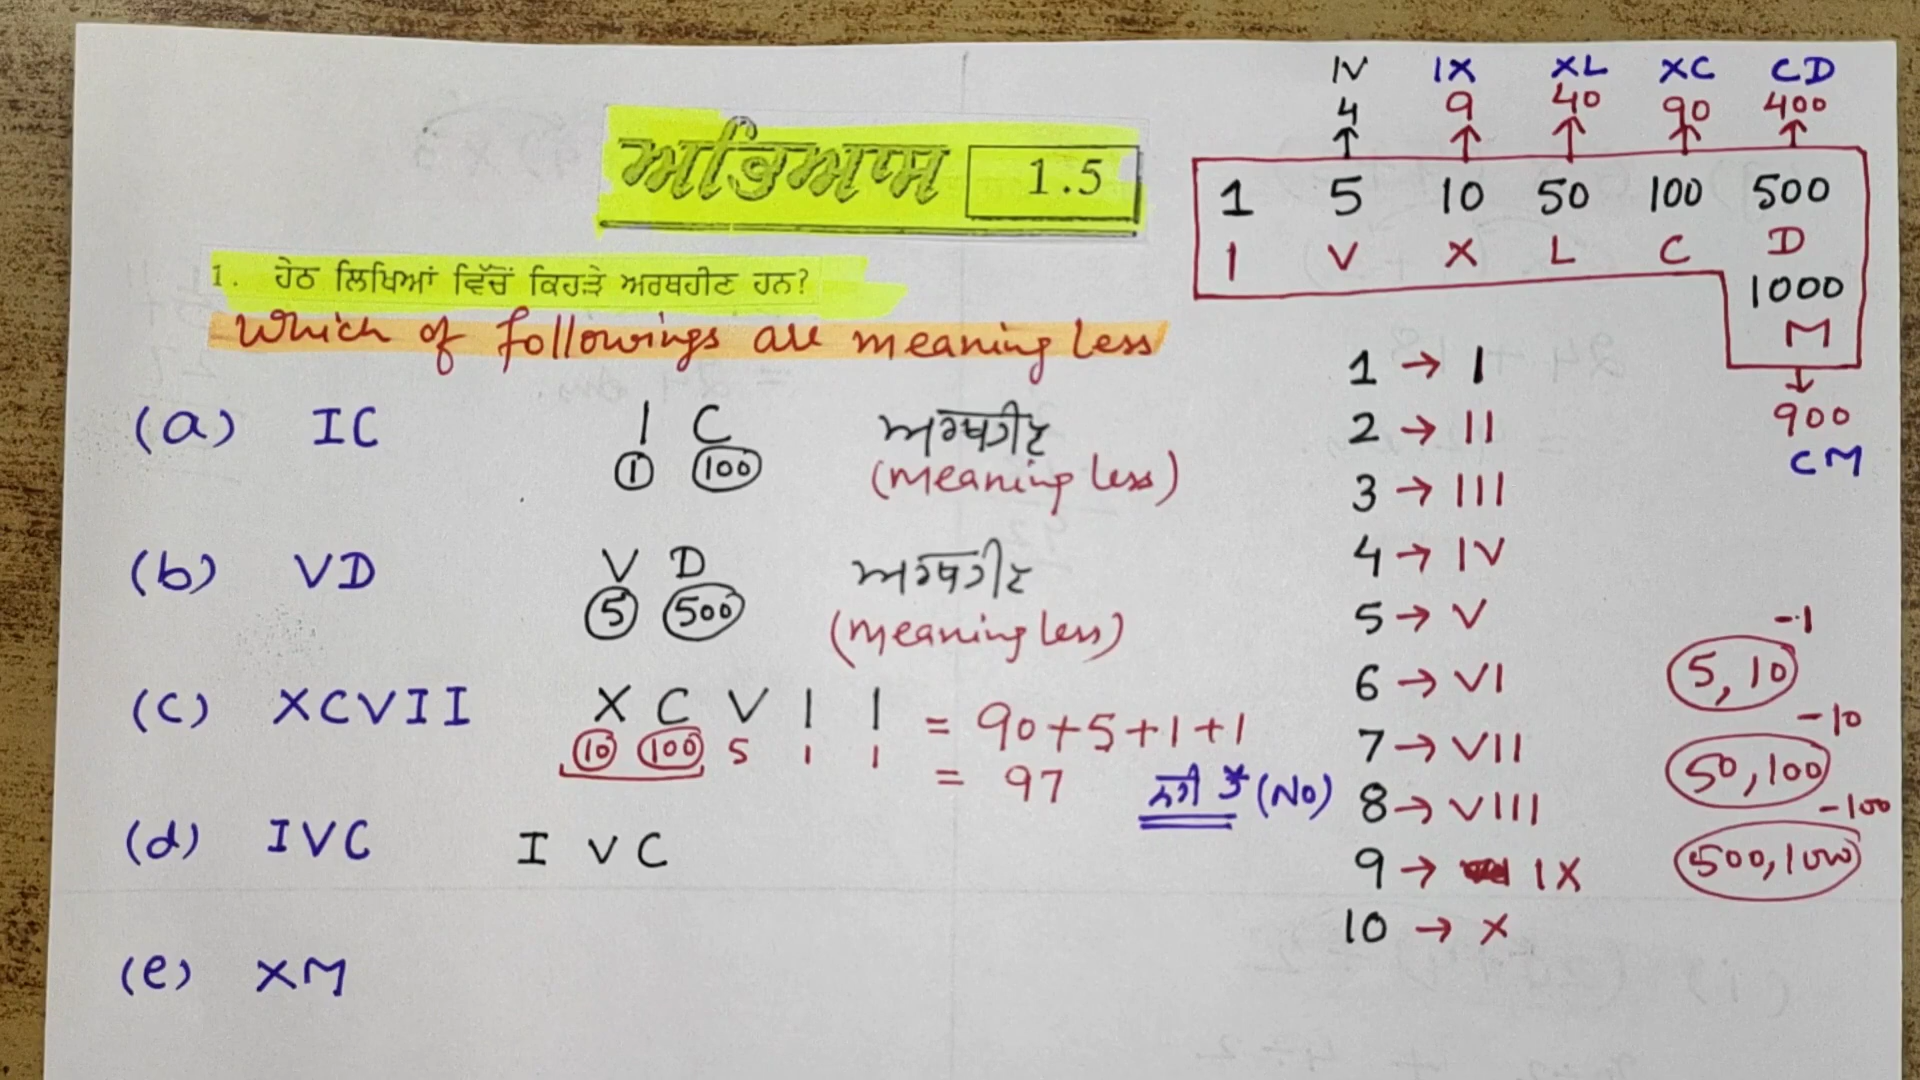 ਅਭਿਆਸ 1.5
1. ਹੇਠ ਲਿਖਿਆਂ ਵਿੱਚੋਂ ਕਿਹੜੇ ਅਰਥਹੀਣ ਹਨ?
Which of followings are meaning less
(a) IC I C ਅਰਥਹੀਣ
1 100 (meaning less)
(b) VD V D ਅਰਥਹੀਣ
5 500 (meaning less)
(c) XCVII X C V I I = 90+5+1+1
10 100 5 1 1 = 97 ਨਹੀਂ (No)
(d) IVC I V C
(e) XM
IV IX XL XC CD
4 9 40 90 400
↑ ↑ ↑ ↑ ↑
1 5 10 50 100 500
I V X L C D
1000
M
↓
900
CM
1 → I
2 → II
3 → III
4 → IV
5 → V
6 → VI
7 → VII
8 → VIII
9 → IX
10 → X
-1
5, 10
-10
50, 100
-100
500, 1000